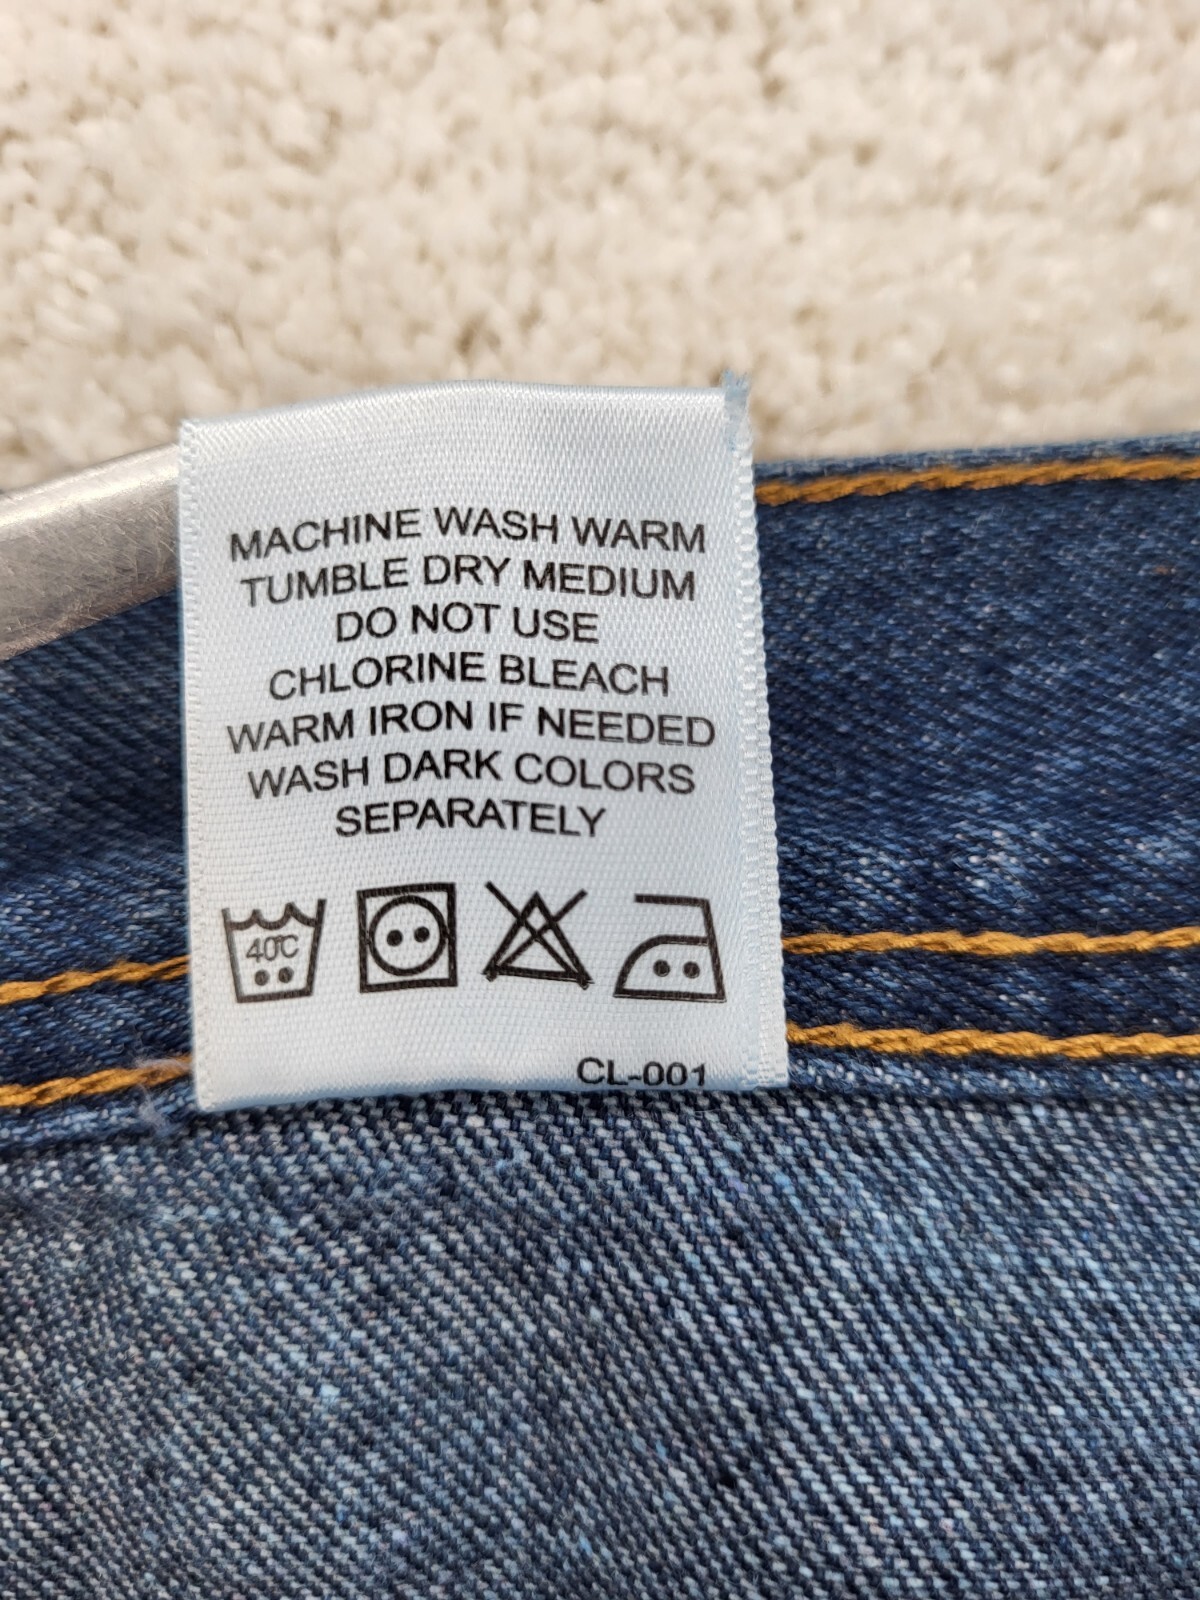 MACHINE WASH WARM
TUMBLE DRY MEDIUM
DO NOT USE
CHLORINE BLEACH
WARM IRON IF NEEDED
WASH DARK COLORS
SEPARATELY
40℃
CL-001